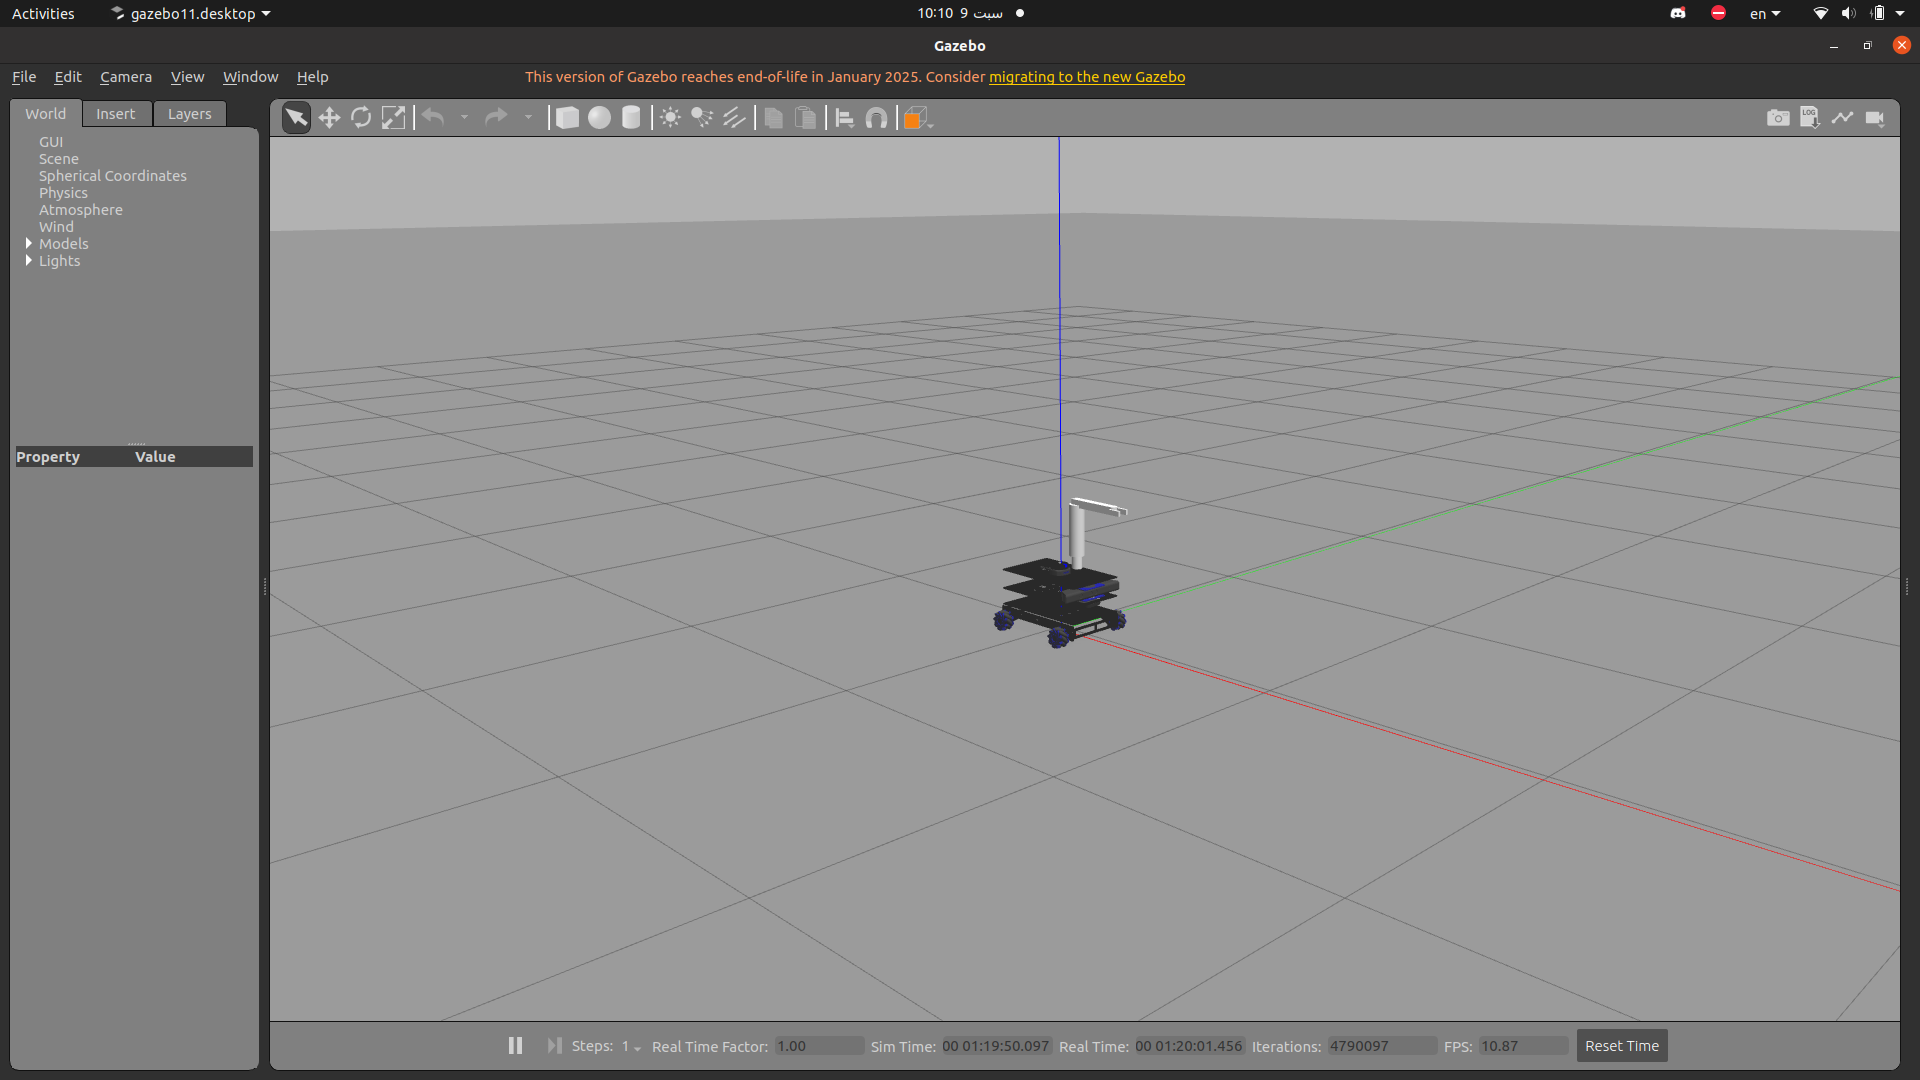 Activities gazebo11.desktop 10:10 9 سبت en
Gazebo
File Edit Camera View Window Help This version of Gazebo reaches end-of-life in January 2025. Consider migrating to the new Gazebo
World Insert Layers LOG
GUI
Scene
Spherical Coordinates
Physics
Atmosphere
Wind
Models
Lights
Property Value
Steps: 1 Real Time Factor: 1.00 Sim Time: 00 01:19:50.097 Real Time: 00 01:20:01.456 Iterations: 4790097 FPS: 10.87 Reset Time